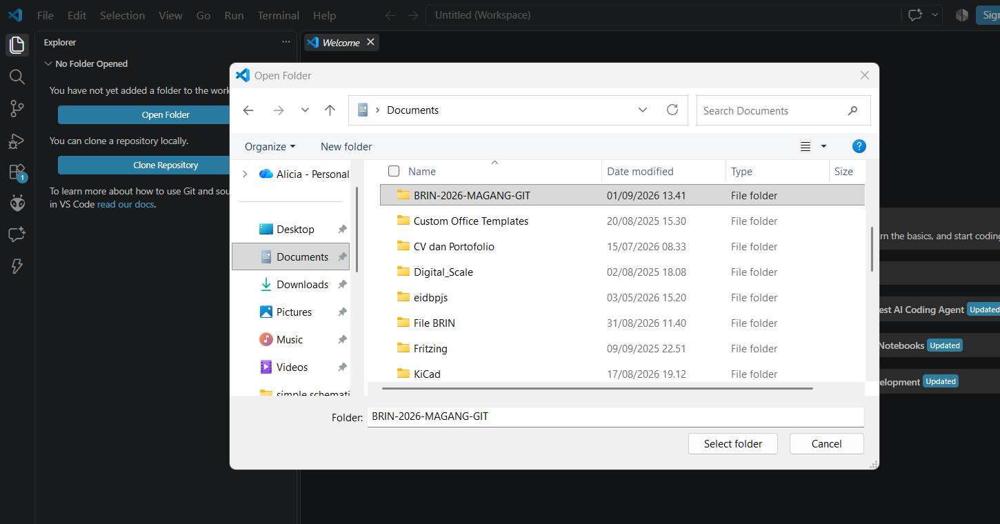 File Edit Selection View Go Run Terminal Help
Untitled (Workspace)
Sign
Explorer
Welcome
No Folder Opened
You have not yet added a folder to the work
Open Folder
You can clone a repository locally.
Clone Repository
To learn more about how to use Git and sou
in VS Code read our docs.
1
Open Folder
Documents
Search Documents
Organize
New folder
?
Alicia - Personal
Desktop
Documents
Downloads
Pictures
Music
Videos
simple schemati
Name Date modified Type Size
BRIN-2026-MAGANG-GIT 01/09/2026 13.41 File folder
Custom Office Templates 20/08/2025 15.30 File folder
CV dan Portofolio 15/07/2026 08.33 File folder
Digital_Scale 02/08/2025 18.08 File folder
eidbpjs 03/05/2026 15.20 File folder
File BRIN 31/08/2026 11.40 File folder
Fritzing 09/09/2025 22.51 File folder
KiCad 17/08/2026 19.12 File folder
Folder: BRIN-2026-MAGANG-GIT
Select folder Cancel
rn the basics, and start coding
est AI Coding Agent Updated
Notebooks Updated
elopment Updated